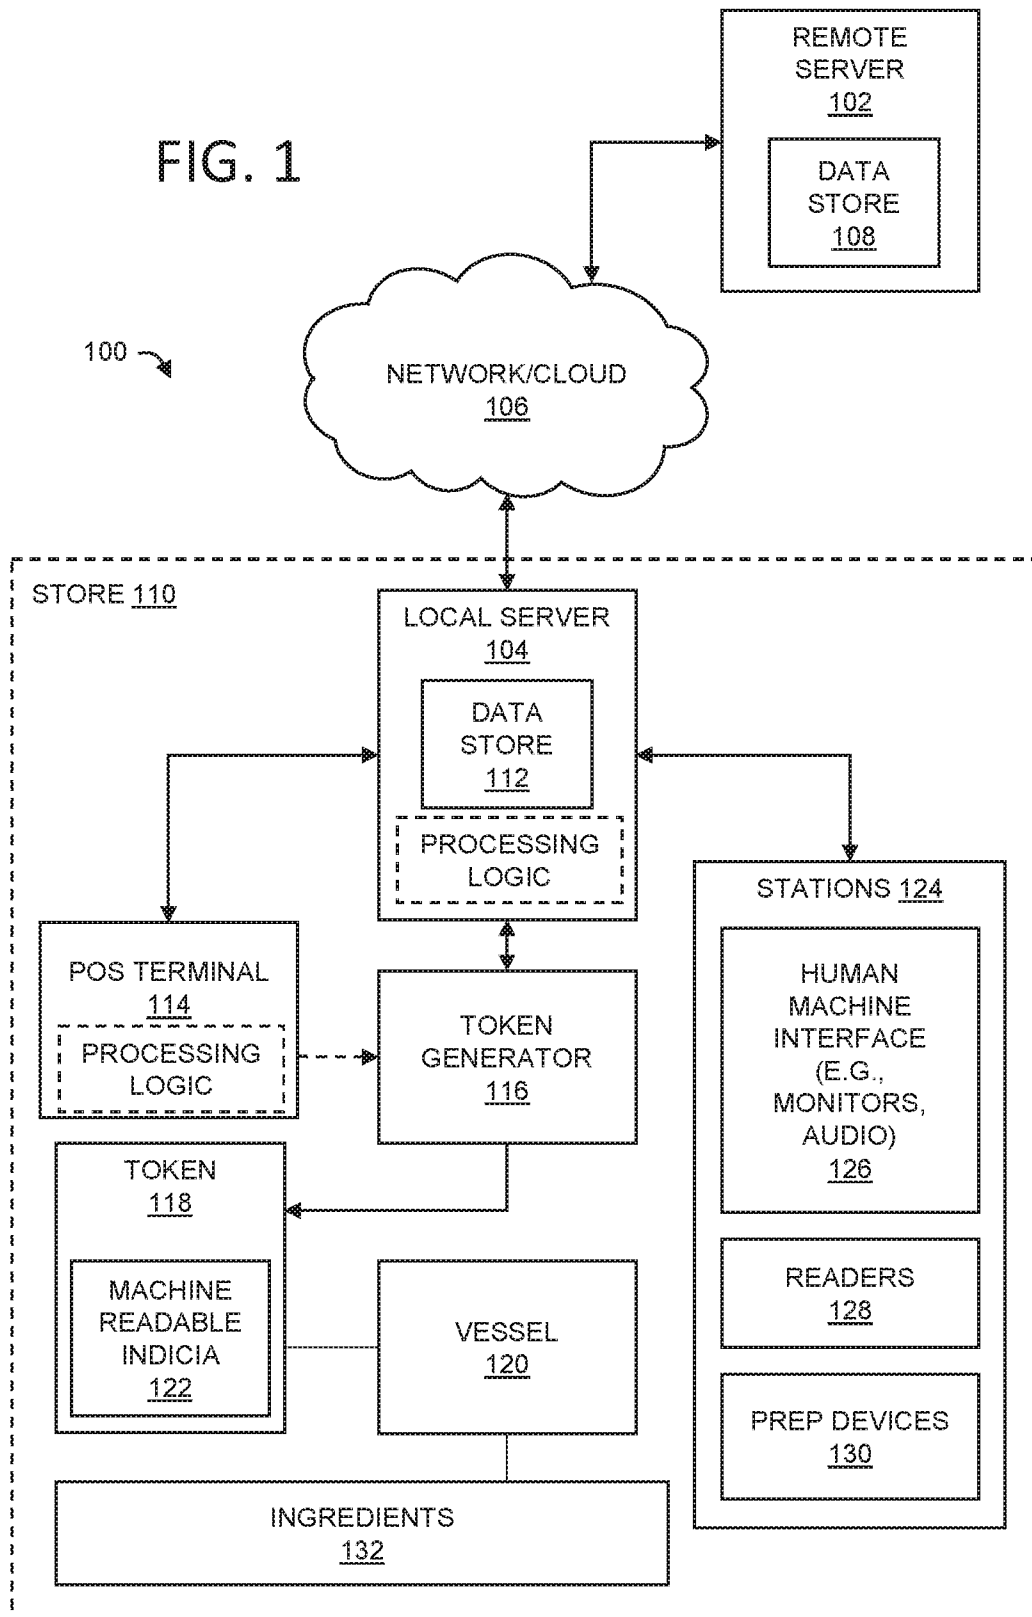 REMOTE
SERVER
102
DATA
STORE
108
FIG. 1
100
NETWORK/CLOUD
106
STORE 110
LOCAL SERVER
104
DATA
STORE
112
PROCESSING
LOGIC
POS TERMINAL
114
PROCESSING
LOGIC
TOKEN
GENERATOR
116
STATIONS 124
HUMAN
MACHINE
INTERFACE
(E.G.,
MONITORS,
AUDIO)
126
READERS
128
PREP DEVICES
130
TOKEN
118
MACHINE
READABLE
INDICIA
122
VESSEL
120
INGREDIENTS
132